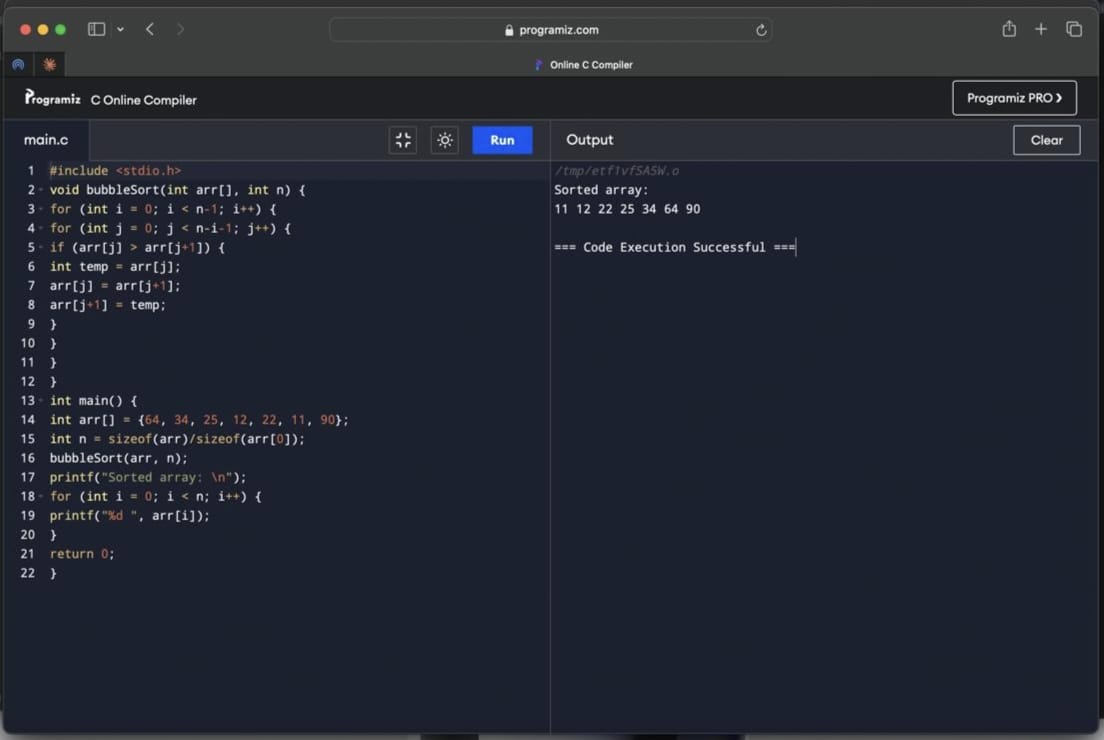 programiz.com
Online C Compiler
Programiz C Online Compiler
Programiz PRO ❯
main.c
Run
Output
Clear
1 #include <stdio.h>
2 void bubbleSort(int arr[], int n) {
3 for (int i = 0; i < n-1; i++) {
4 for (int j = 0; j < n-i-1; j++) {
5 if (arr[j] > arr[j+1]) {
6 int temp = arr[j];
7 arr[j] = arr[j+1];
8 arr[j+1] = temp;
9 }
10 }
11 }
12 }
13 int main() {
14 int arr[] = {64, 34, 25, 12, 22, 11, 90};
15 int n = sizeof(arr)/sizeof(arr[0]);
16 bubbleSort(arr, n);
17 printf("Sorted array: \n");
18 for (int i = 0; i < n; i++) {
19 printf("%d ", arr[i]);
20 }
21 return 0;
22 }
/tmp/etf1vfSA5W.o
Sorted array:
11 12 22 25 34 64 90
=== Code Execution Successful ===